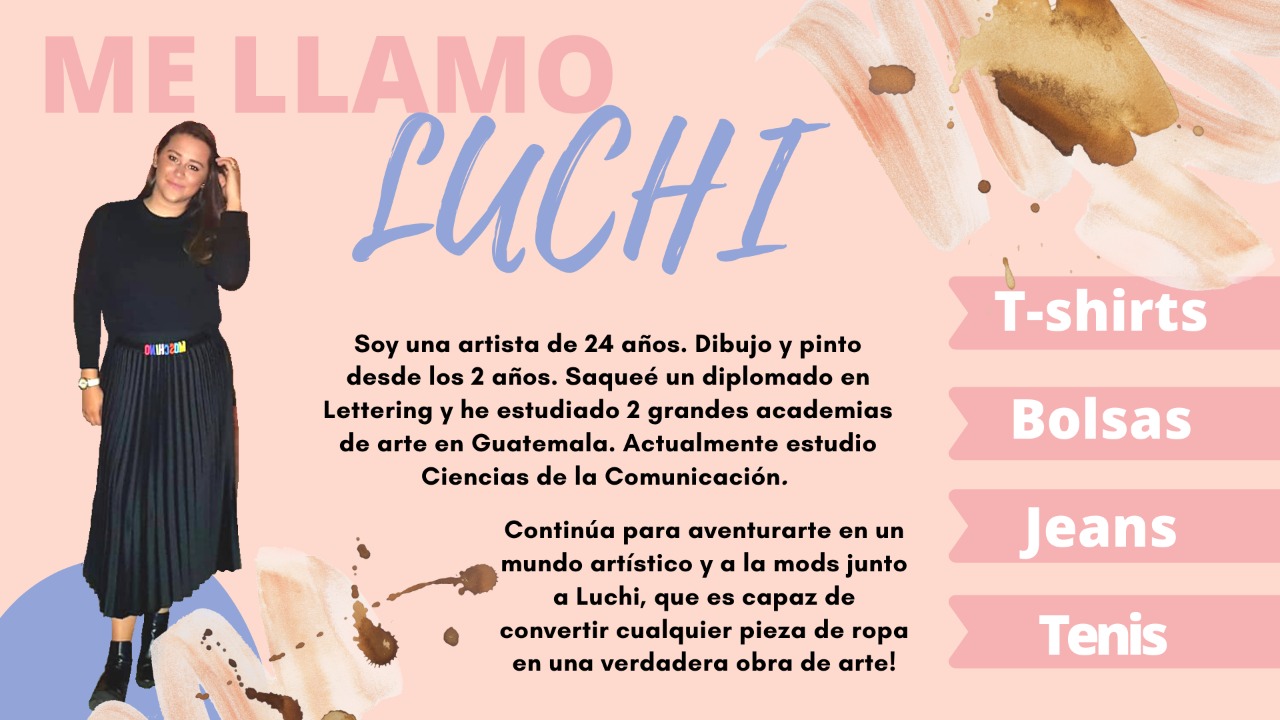 ME LLAMO
LUCHI
MOSCHINO
Soy una artista de 24 años. Dibujo y pinto
desde los 2 años. Saqueé un diplomado en
Lettering y he estudiado 2 grandes academias
de arte en Guatemala. Actualmente estudio
Ciencias de la Comunicación.
Continúa para aventurarte en un
mundo artístico y a la mods junto
a Luchi, que es capaz de
convertir cualquier pieza de ropa
en una verdadera obra de arte!
T-shirts
Bolsas
Jeans
Tenis